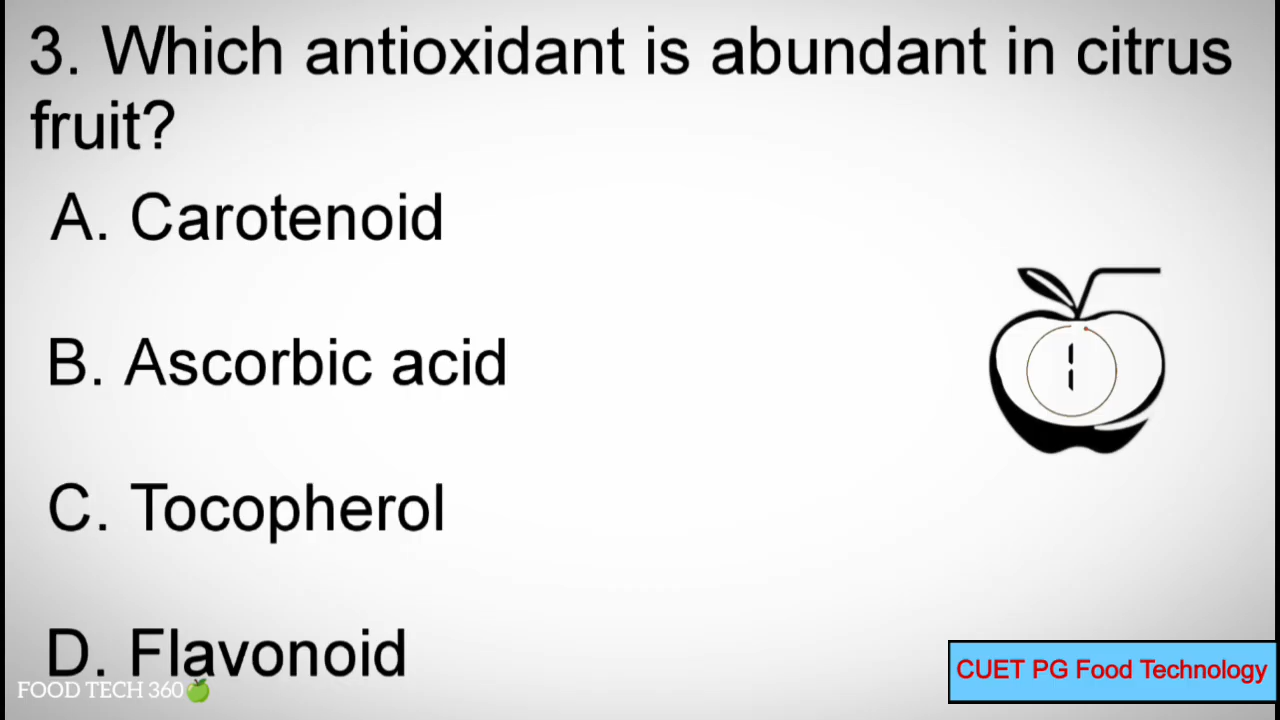 3. Which antioxidant is abundant in citrus
fruit?
A. Carotenoid
B. Ascorbic acid
1
C. Tocopherol
D. Flavonoid
CUET PG Food Technology
FOOD TECH 360